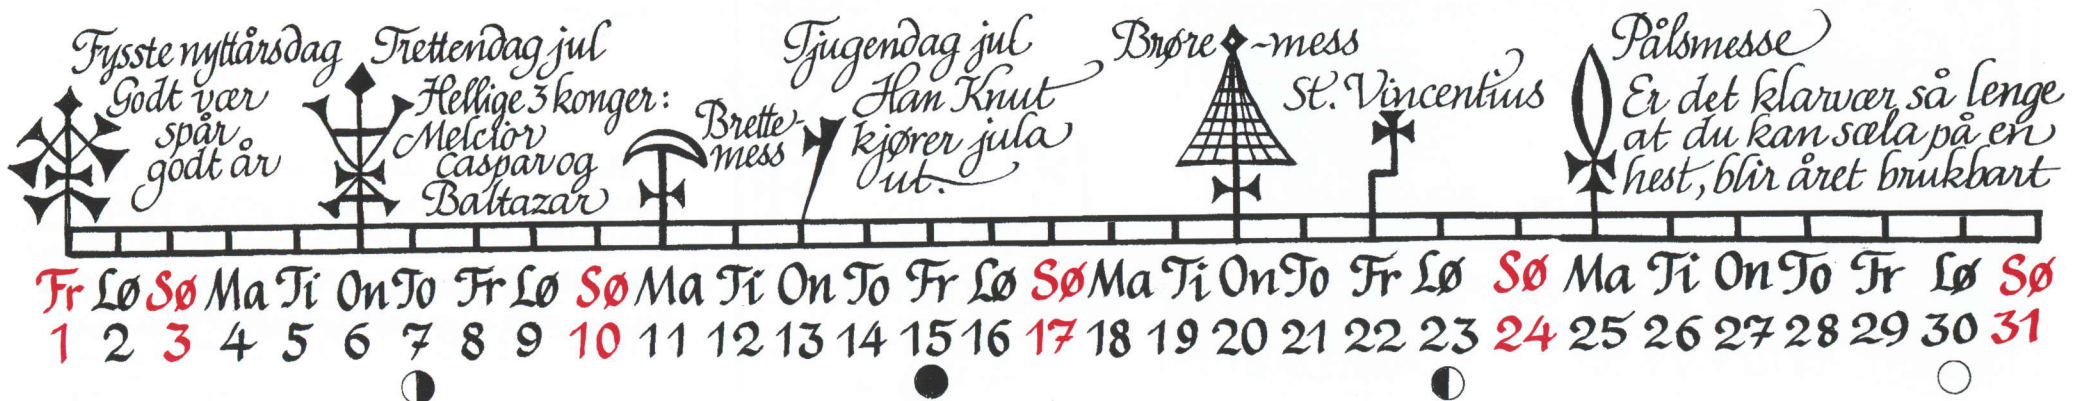 Fysste nyttårsdag
Godt vær
spår
godt år
Trettendag jul
Hellige 3 konger:
Melcior
caspar og
Baltazar
Brette-
mess
Tjugendag jul
Han Knut
kjører jula
ut.
Brøre-mess
St. Vincentius
Pålsmesse
Er det klarvær så lenge
at du kan sæla på en
hest, blir året brukbart
Fr Lø Sø Ma Ti On To Fr Lø Sø Ma Ti On To Fr Lø Sø Ma Ti On To Fr Lø Sø Ma Ti On To Fr Lø Sø
1 2 3 4 5 6 7 8 9 10 11 12 13 14 15 16 17 18 19 20 21 22 23 24 25 26 27 28 29 30 31